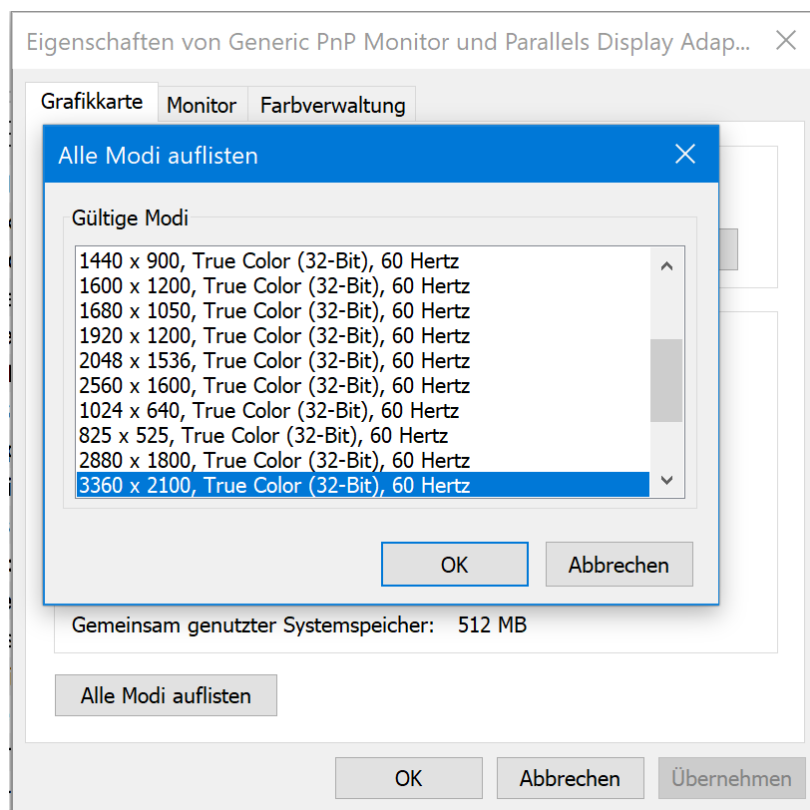 Eigenschaften von Generic PnP Monitor und Parallels Display Adap...
Grafikkarte Monitor Farbverwaltung
Alle Modi auflisten
Gültige Modi
1440 x 900, True Color (32-Bit), 60 Hertz
1600 x 1200, True Color (32-Bit), 60 Hertz
1680 x 1050, True Color (32-Bit), 60 Hertz
1920 x 1200, True Color (32-Bit), 60 Hertz
2048 x 1536, True Color (32-Bit), 60 Hertz
2560 x 1600, True Color (32-Bit), 60 Hertz
1024 x 640, True Color (32-Bit), 60 Hertz
825 x 525, True Color (32-Bit), 60 Hertz
2880 x 1800, True Color (32-Bit), 60 Hertz
3360 x 2100, True Color (32-Bit), 60 Hertz
OK Abbrechen
Gemeinsam genutzter Systemspeicher: 512 MB
Alle Modi auflisten
OK Abbrechen Übernehmen